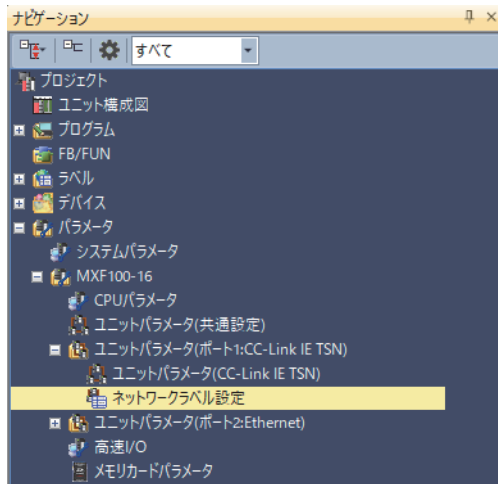 ナビゲーション
すべて
プロジェクト
ユニット構成図
プログラム
FB/FUN
ラベル
デバイス
パラメータ
システムパラメータ
MXF100-16
CPUパラメータ
ユニットパラメータ(共通設定)
ユニットパラメータ(ポート1:CC-Link IE TSN)
ユニットパラメータ(CC-Link IE TSN)
ネットワークラベル設定
ユニットパラメータ(ポート2:Ethernet)
高速I/O
メモリカードパラメータ